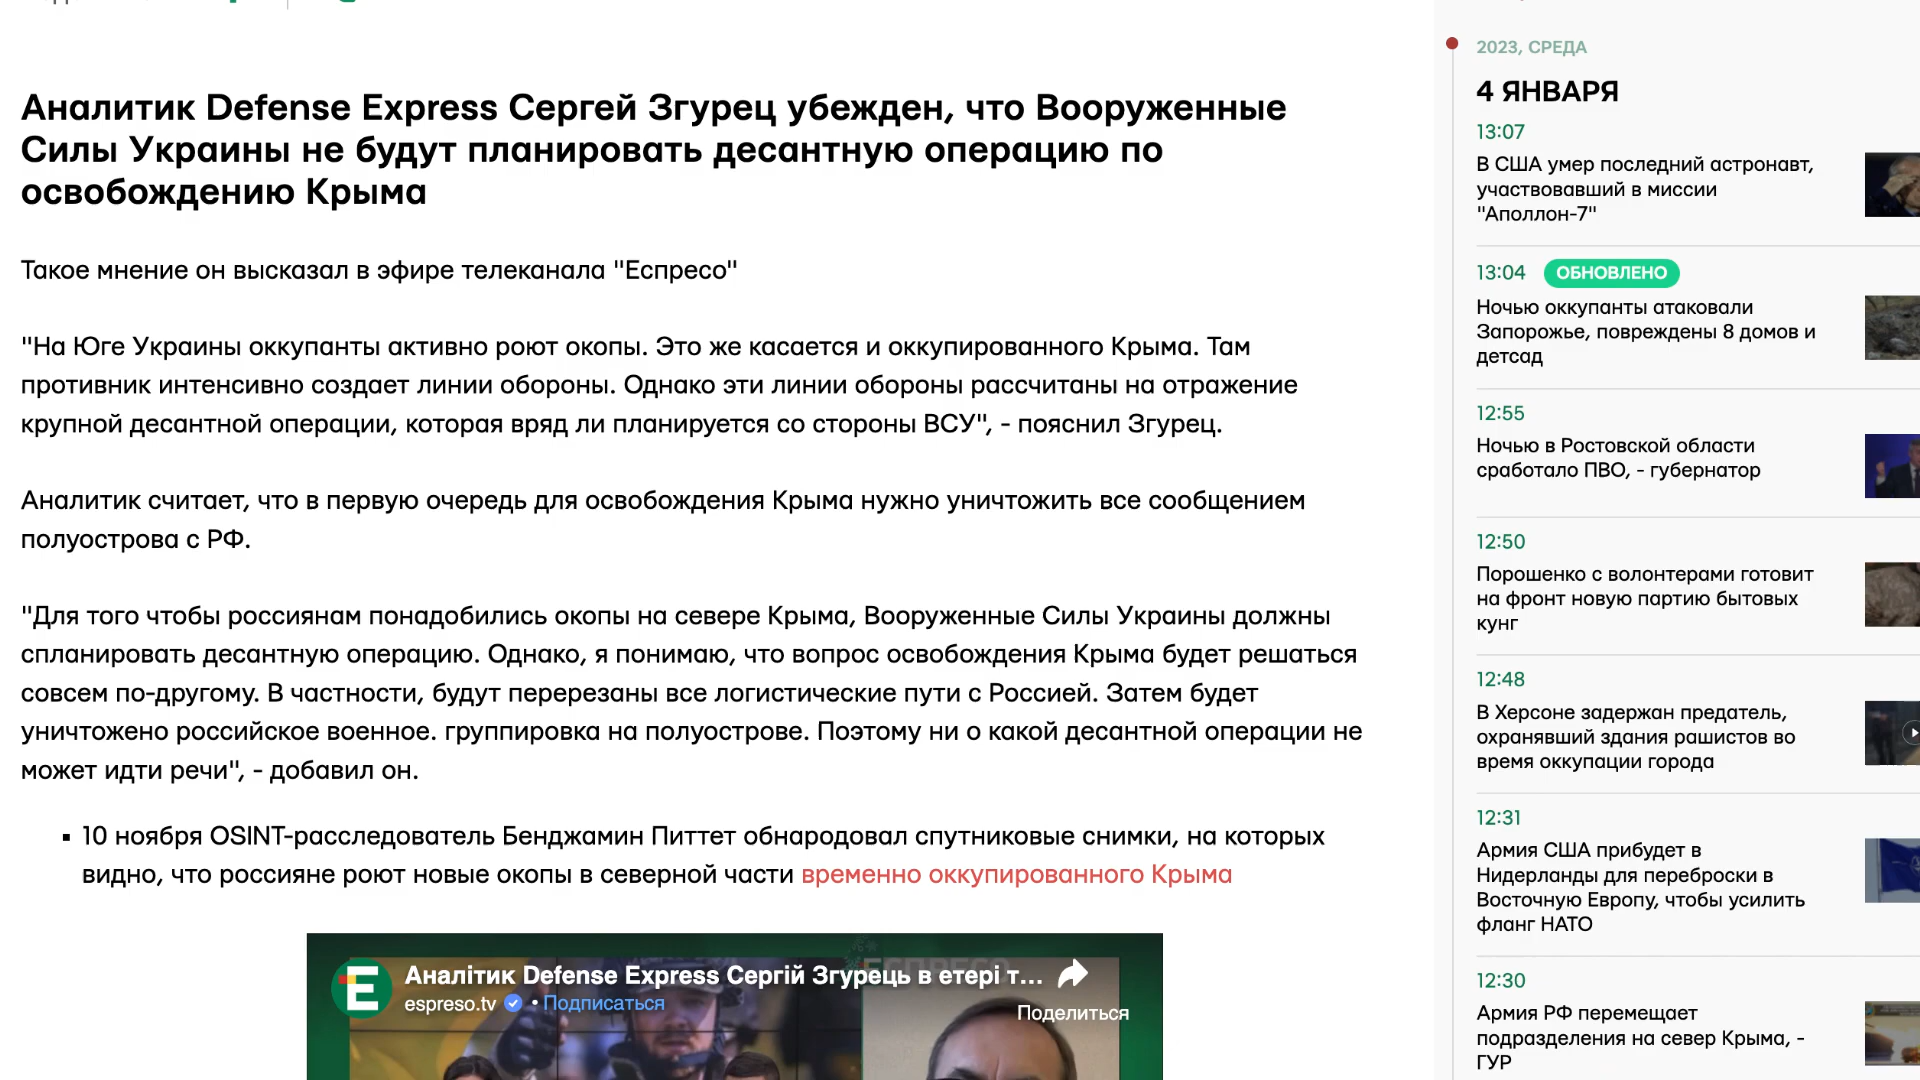 Аналитик Defense Express Сергей Згурец убежден, что Вооруженные
Силы Украины не будут планировать десантную операцию по
освобождению Крыма
Такое мнение он высказал в эфире телеканала "Еспресо"
"На Юге Украины оккупанты активно роют окопы. Это же касается и оккупированного Крыма. Там
противник интенсивно создает линии обороны. Однако эти линии обороны рассчитаны на отражение
крупной десантной операции, которая вряд ли планируется со стороны ВСУ", - пояснил Згурец.
Аналитик считает, что в первую очередь для освобождения Крыма нужно уничтожить все сообщением
полуострова с РФ.
"Для того чтобы россиянам понадобились окопы на севере Крыма, Вооруженные Силы Украины должны
спланировать десантную операцию. Однако, я понимаю, что вопрос освобождения Крыма будет решаться
совсем по-другому. В частности, будут перерезаны все логистические пути с Россией. Затем будет
уничтожено российское военное. группировка на полуострове. Поэтому ни о какой десантной операции не
может идти речи", - добавил он.
▪ 10 ноября OSINT-расследователь Бенджамин Питтет обнародовал спутниковые снимки, на которых
видно, что россияне роют новые окопы в северной части временно оккупированного Крыма
Аналітик Defense Express Сергій Згурець в етері т...
espreso.tv • Подписаться
Поделиться
2023, СРЕДА
4 ЯНВАРЯ
13:07
В США умер последний астронавт,
участвовавший в миссии
"Аполлон-7"
13:04 ОБНОВЛЕНО
Ночью оккупанты атаковали
Запорожье, повреждены 8 домов и
детсад
12:55
Ночью в Ростовской области
сработало ПВО, - губернатор
12:50
Порошенко с волонтерами готовит
на фронт новую партию бытовых
кунг
12:48
В Херсоне задержан предатель,
охранявший здания рашистов во
время оккупации города
12:31
Армия США прибудет в
Нидерланды для переброски в
Восточную Европу, чтобы усилить
фланг НАТО
12:30
Армия РФ перемещает
подразделения на север Крыма, -
ГУР